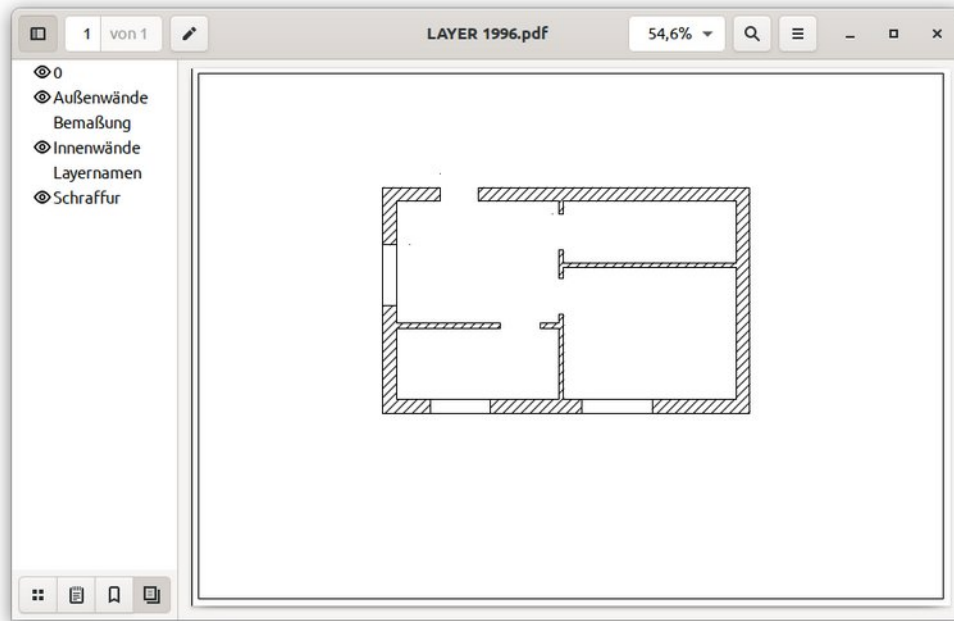 1 von 1
LAYER 1996.pdf
54,6%
0
Außenwände
Bemaßung
Innenwände
Layernamen
Schraffur